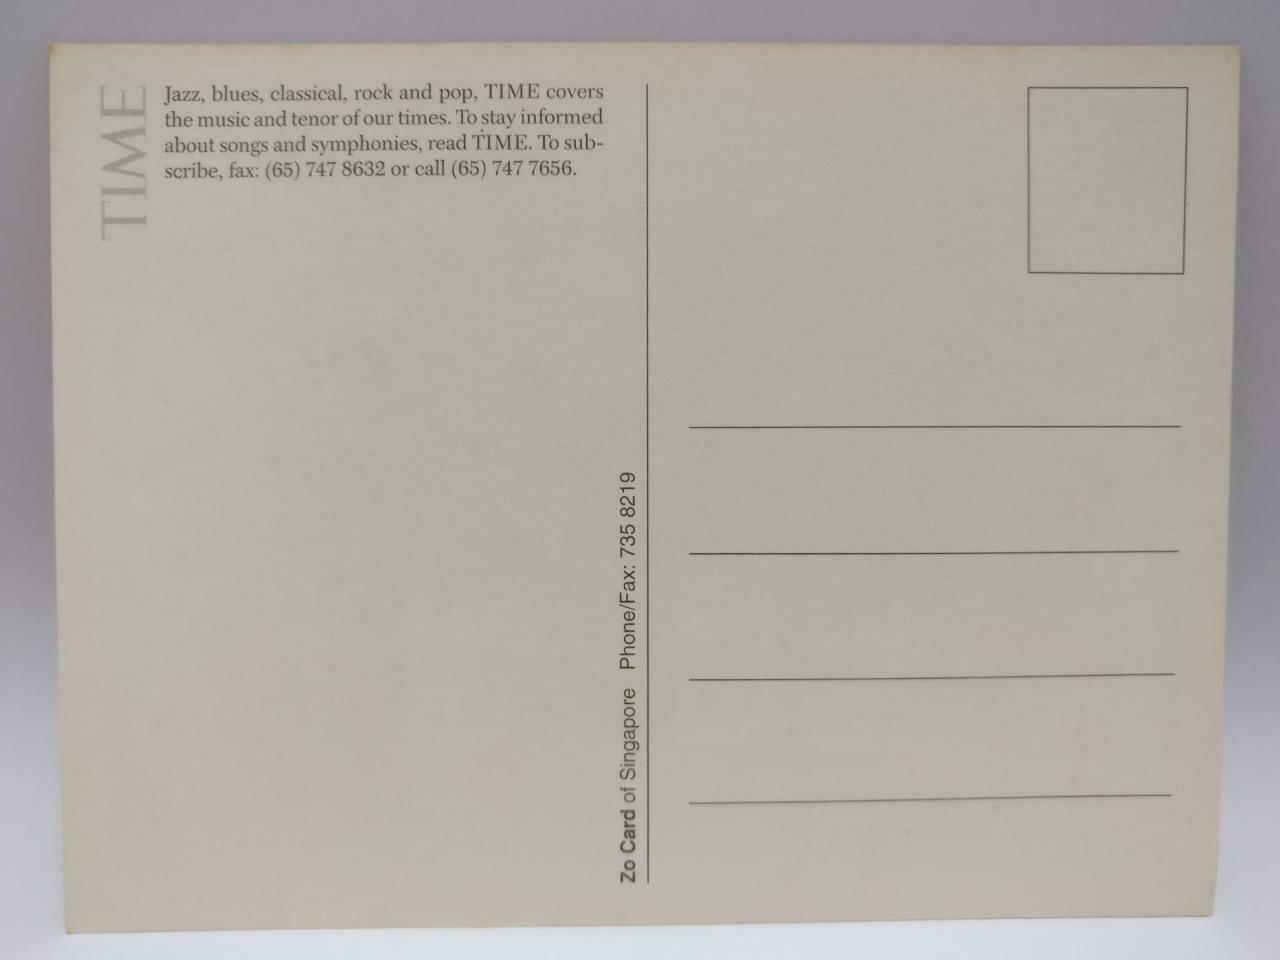 TIME
Jazz, blues, classical, rock and pop, TIME covers
the music and tenor of our times. To stay informed
about songs and symphonies, read TIME. To sub-
scribe, fax: (65) 747 8632 or call (65) 747 7656.
Zo Card of Singapore Phone/Fax: 735 8219